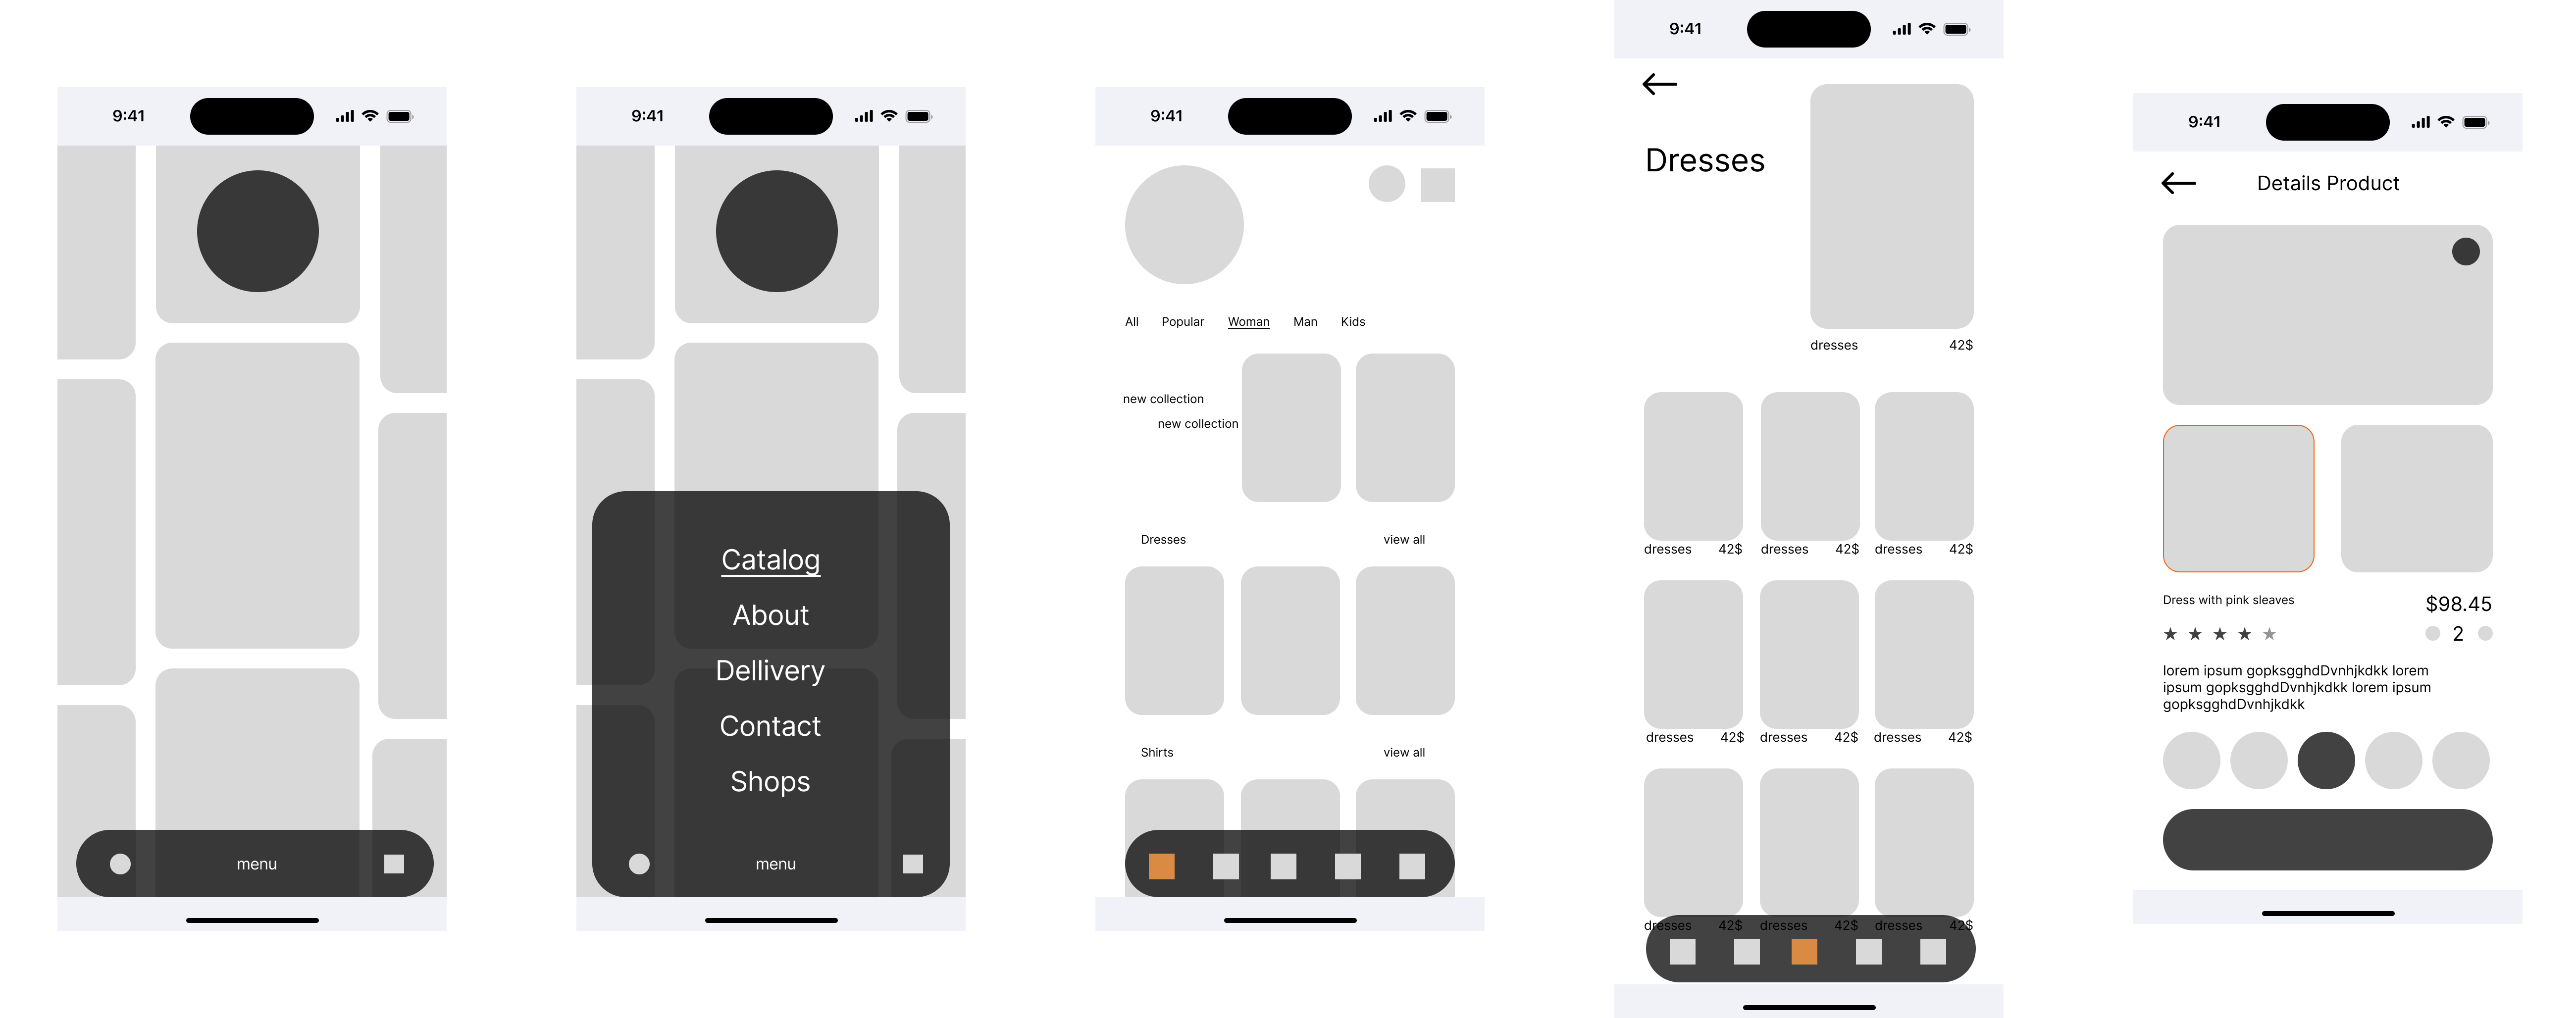 9:41
menu
9:41
Catalog
About
Dellivery
Contact
Shops
menu
9:41
All Popular Woman Man Kids
new collection
new collection
Dresses view all
Shirts view all
9:41
Dresses
dresses 42$
dresses 42$ dresses 42$ dresses 42$
dresses 42$ dresses 42$ dresses 42$
dresses 42$ dresses 42$ dresses 42$
9:41
Details Product
Dress with pink sleaves
$98.45
2
lorem ipsum gopksgghdDvnhjkdkk lorem
ipsum gopksgghdDvnhjkdkk lorem ipsum
gopksgghdDvnhjkdkk